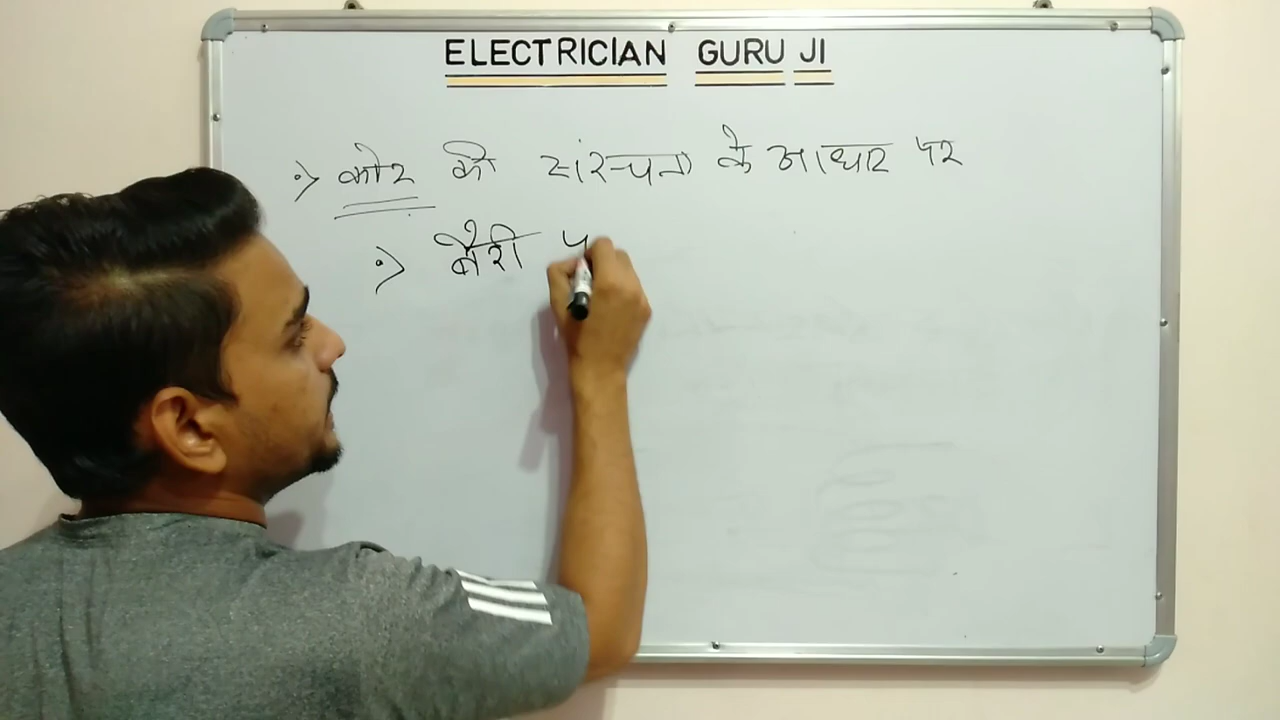 ELECTRICIAN GURU JI
:> कोर की संरचना के आधार पर
:> बैरी